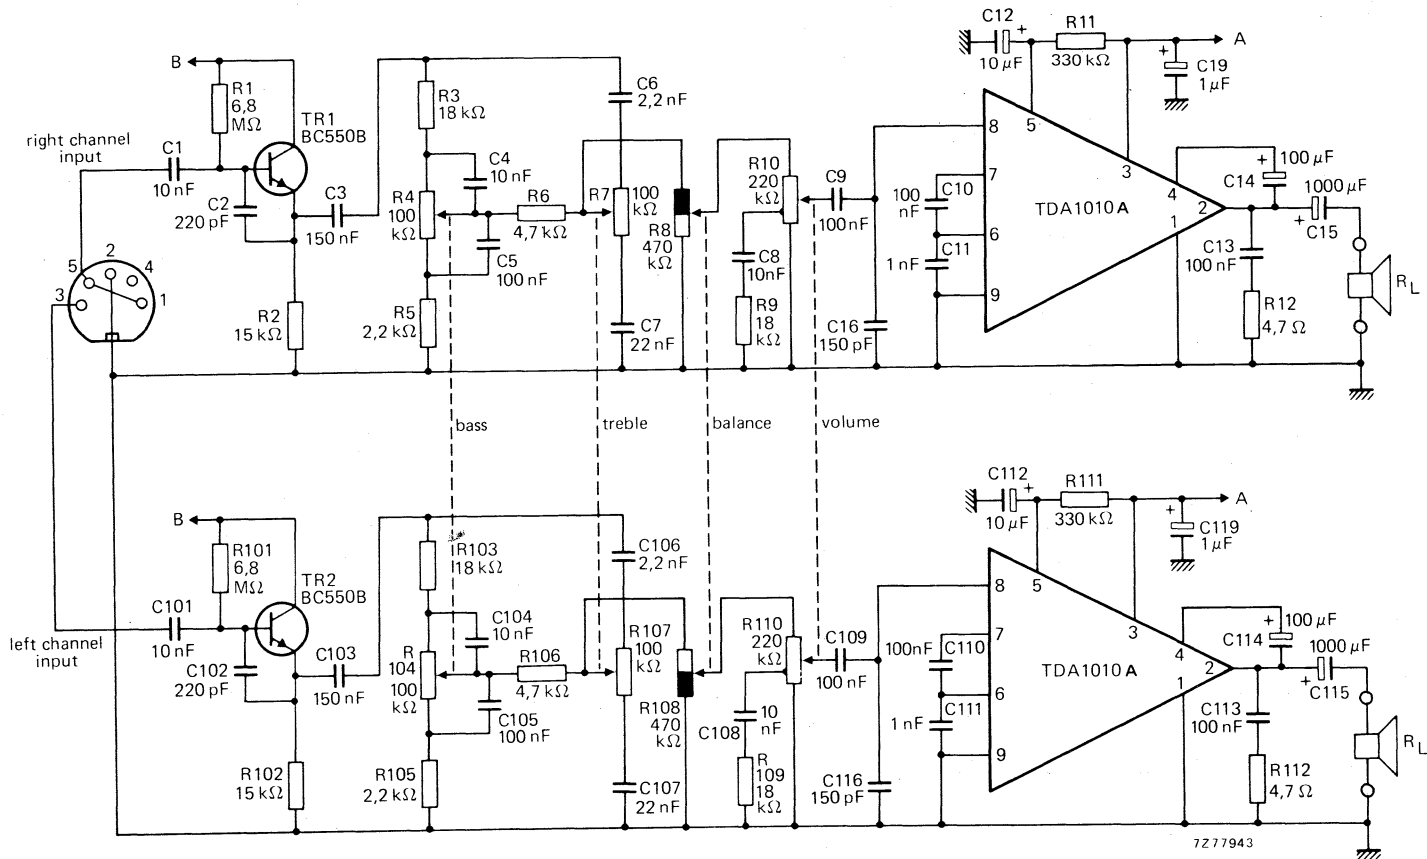 C12
+
10 µF
R11
330 kΩ
A
+
C19
1 µF
B
R1
6,8
MΩ
TR1
BC550B
right channel
input
C1
10 nF
C2
220 pF
C3
150 nF
R2
15 kΩ
5
2
4
3
1
R3
18 kΩ
C4
10 nF
R4
100
kΩ
C5
100 nF
R5
2,2 kΩ
R6
4,7 kΩ
R7
100
kΩ
C6
2,2 nF
C7
22 nF
R8
470
kΩ
R10
220
kΩ
C8
10nF
R9
18
kΩ
C9
100 nF
C16
150 pF
100
nF
C10
1 nF
C11
8
7
6
9
5
3
4
2
1
TDA1010A
+
100 µF
C14
1000 µF
+
C15
C13
100 nF
R12
4,7 Ω
RL
bass
treble
balance
volume
C112
+
10 µF
R111
330 kΩ
A
+
C119
1 µF
B
R101
6,8
MΩ
TR2
BC550B
left channel
input
C101
10 nF
C102
220 pF
C103
150 nF
R102
15 kΩ
R103
18 kΩ
C104
10 nF
R
104
100
kΩ
C105
100 nF
R105
2,2 kΩ
R106
4,7 kΩ
R107
100
kΩ
C106
2,2 nF
C107
22 nF
R108
470
kΩ
R110
220
kΩ
C108
10
nF
R
109
18
kΩ
C109
100 nF
C116
150 pF
100nF
C110
1 nF
C111
8
7
6
9
5
3
4
2
1
TDA1010A
+
100 µF
C114
1000 µF
+
C115
C113
100 nF
R112
4,7 Ω
RL
7Z77943